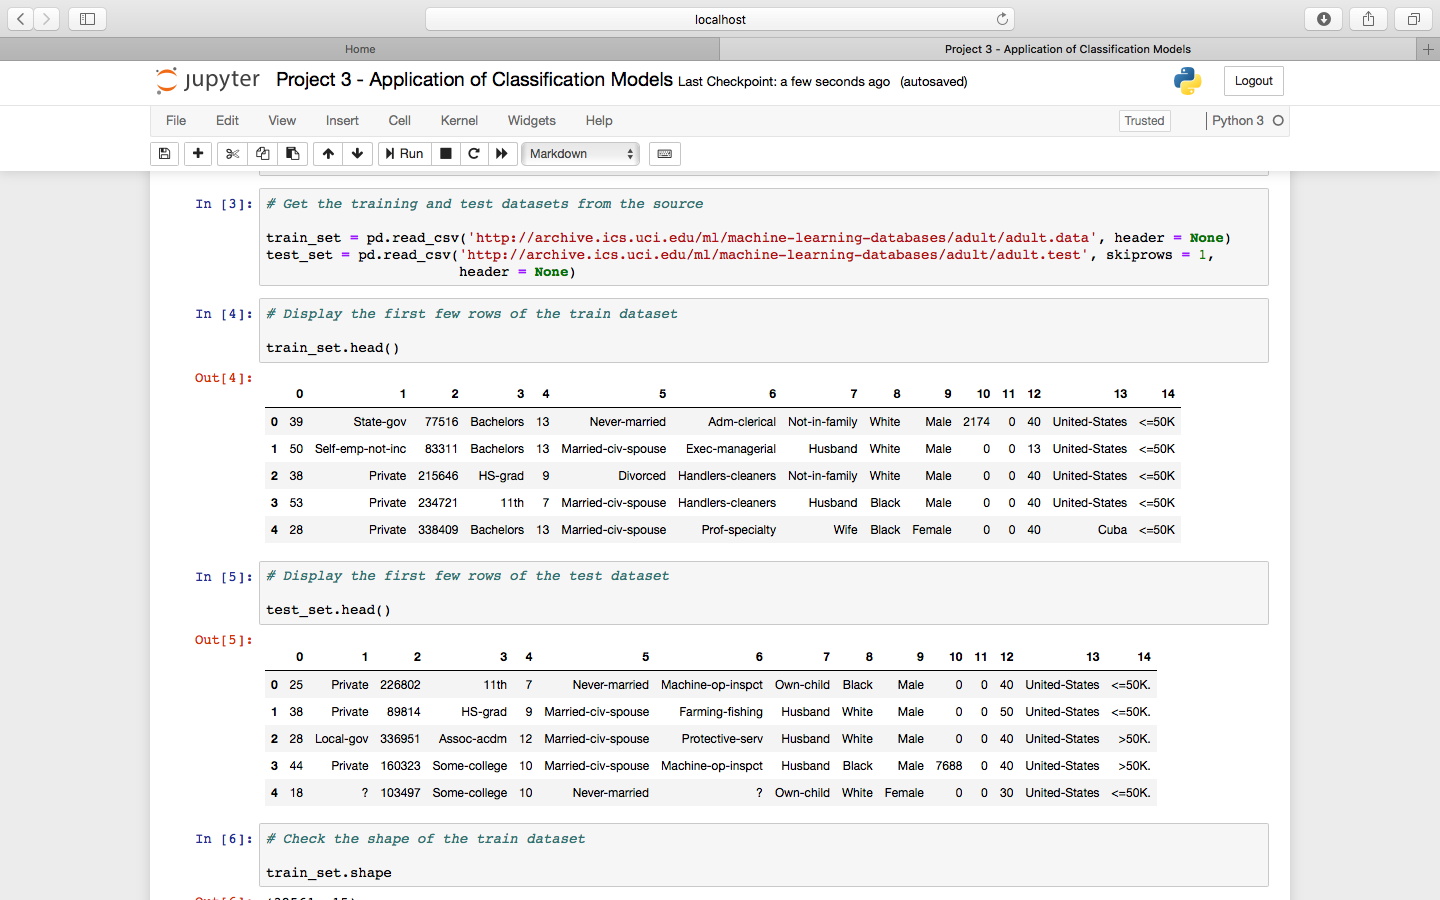 localhost
Home
Project 3 - Application of Classification Models
jupyter Project 3 - Application of Classification Models Last Checkpoint: a few seconds ago (autosaved)
Logout
File Edit View Insert Cell Kernel Widgets Help
Trusted
Python 3
Run
Markdown
In [3]:
# Get the training and test datasets from the source
train_set = pd.read_csv('http://archive.ics.uci.edu/ml/machine-learning-databases/adult/adult.data', header = None)
test_set = pd.read_csv('http://archive.ics.uci.edu/ml/machine-learning-databases/adult/adult.test', skiprows = 1,
header = None)
In [4]:
# Display the first few rows of the train dataset
train_set.head()
Out[4]:
0 1 2 3 4 5 6 7 8 9 10 11 12 13 14
0 39 State-gov 77516 Bachelors 13 Never-married Adm-clerical Not-in-family White Male 2174 0 40 United-States <=50K
1 50 Self-emp-not-inc 83311 Bachelors 13 Married-civ-spouse Exec-managerial Husband White Male 0 0 13 United-States <=50K
2 38 Private 215646 HS-grad 9 Divorced Handlers-cleaners Not-in-family White Male 0 0 40 United-States <=50K
3 53 Private 234721 11th 7 Married-civ-spouse Handlers-cleaners Husband Black Male 0 0 40 United-States <=50K
4 28 Private 338409 Bachelors 13 Married-civ-spouse Prof-specialty Wife Black Female 0 0 40 Cuba <=50K
In [5]:
# Display the first few rows of the test dataset
test_set.head()
Out[5]:
0 1 2 3 4 5 6 7 8 9 10 11 12 13 14
0 25 Private 226802 11th 7 Never-married Machine-op-inspct Own-child Black Male 0 0 40 United-States <=50K.
1 38 Private 89814 HS-grad 9 Married-civ-spouse Farming-fishing Husband White Male 0 0 50 United-States <=50K.
2 28 Local-gov 336951 Assoc-acdm 12 Married-civ-spouse Protective-serv Husband White Male 0 0 40 United-States >50K.
3 44 Private 160323 Some-college 10 Married-civ-spouse Machine-op-inspct Husband Black Male 7688 0 40 United-States >50K.
4 18 ? 103497 Some-college 10 Never-married ? Own-child White Female 0 0 30 United-States <=50K.
In [6]:
# Check the shape of the train dataset
train_set.shape